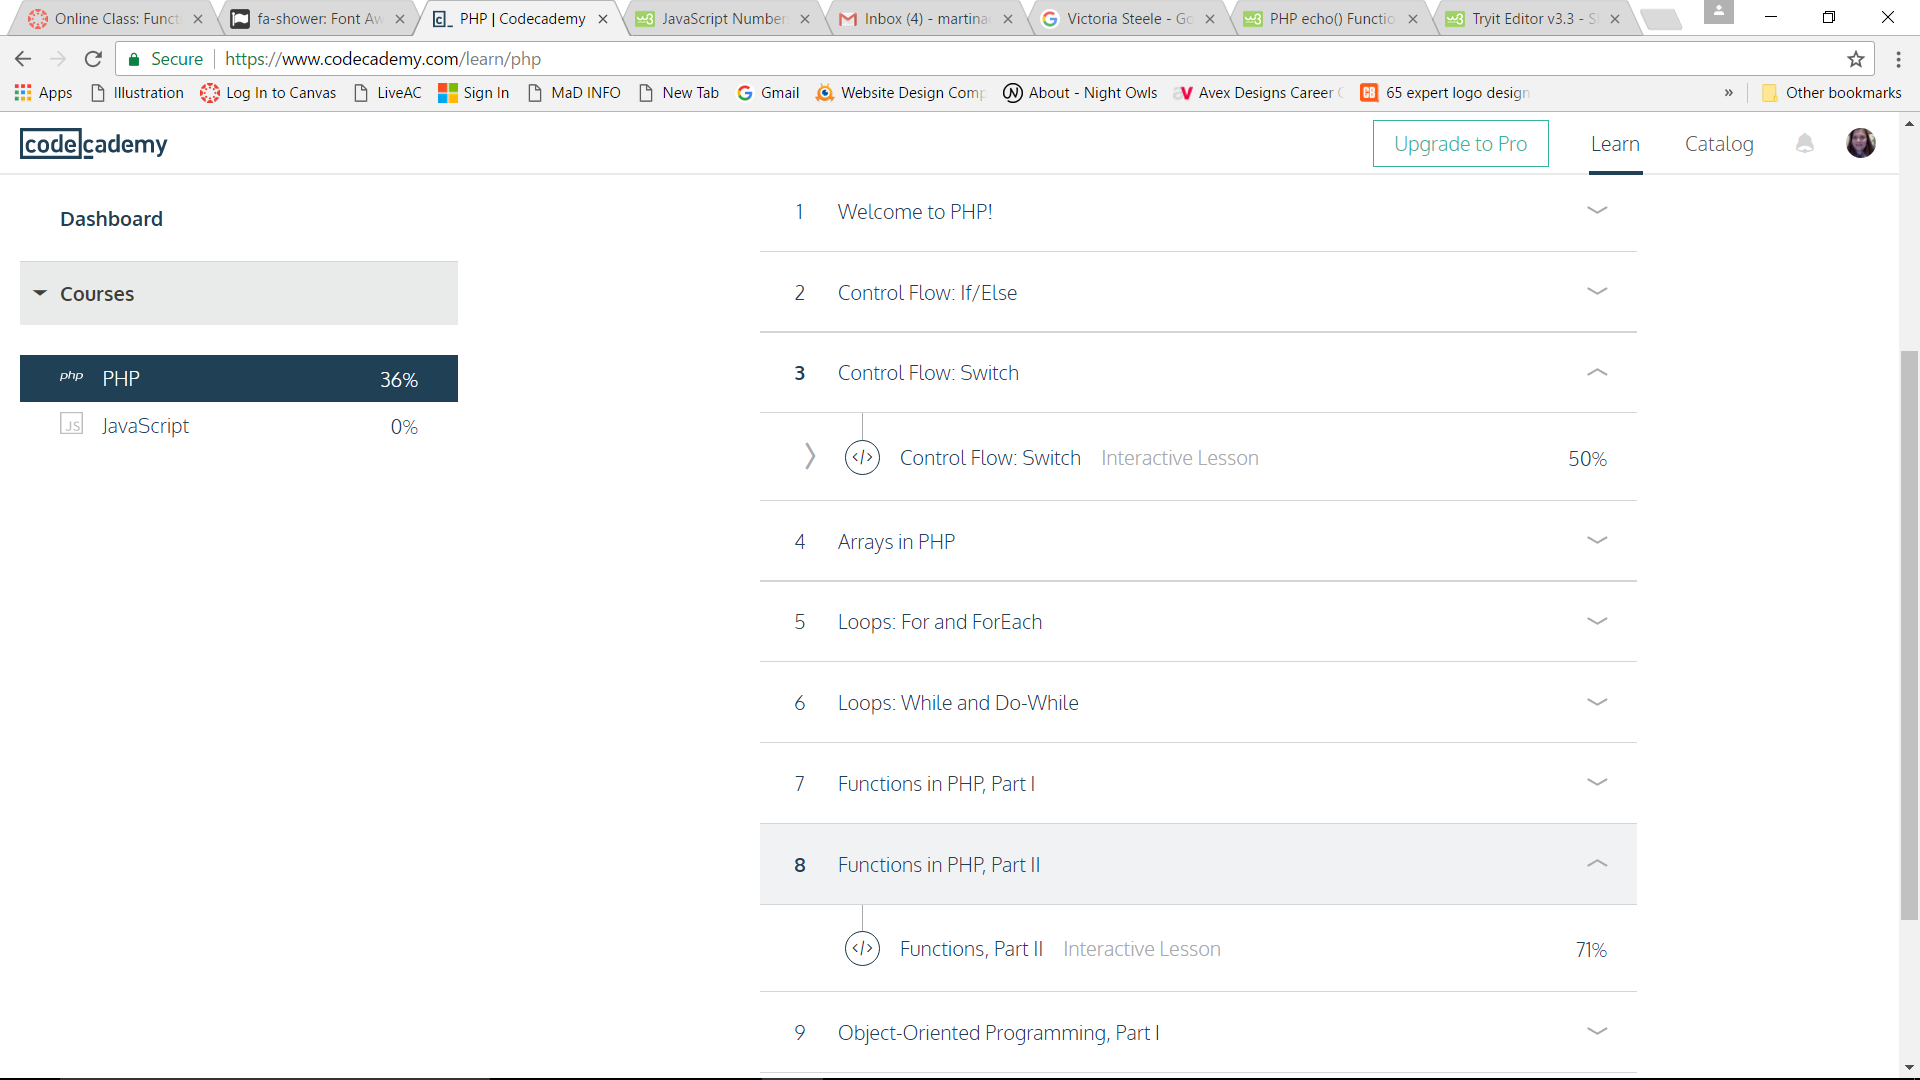 Online Class: Funct
fa-shower: Font Aw
PHP | Codecademy
JavaScript Number
Inbox (4) - martina
Victoria Steele - Go
PHP echo() Functio
Tryit Editor v3.3 - S
Secure https://www.codecademy.com/learn/php
Apps Illustration Log In to Canvas LiveAC Sign In MaD INFO New Tab Gmail Website Design Comp About - Night Owls Avex Designs Career 65 expert logo design » Other bookmarks
codecademy Upgrade to Pro Learn Catalog
Dashboard
Courses
php PHP 36%
JS JavaScript 0%
1 Welcome to PHP!
2 Control Flow: If/Else
3 Control Flow: Switch
</> Control Flow: Switch Interactive Lesson 50%
4 Arrays in PHP
5 Loops: For and ForEach
6 Loops: While and Do-While
7 Functions in PHP, Part I
8 Functions in PHP, Part II
</> Functions, Part II Interactive Lesson 71%
9 Object-Oriented Programming, Part I